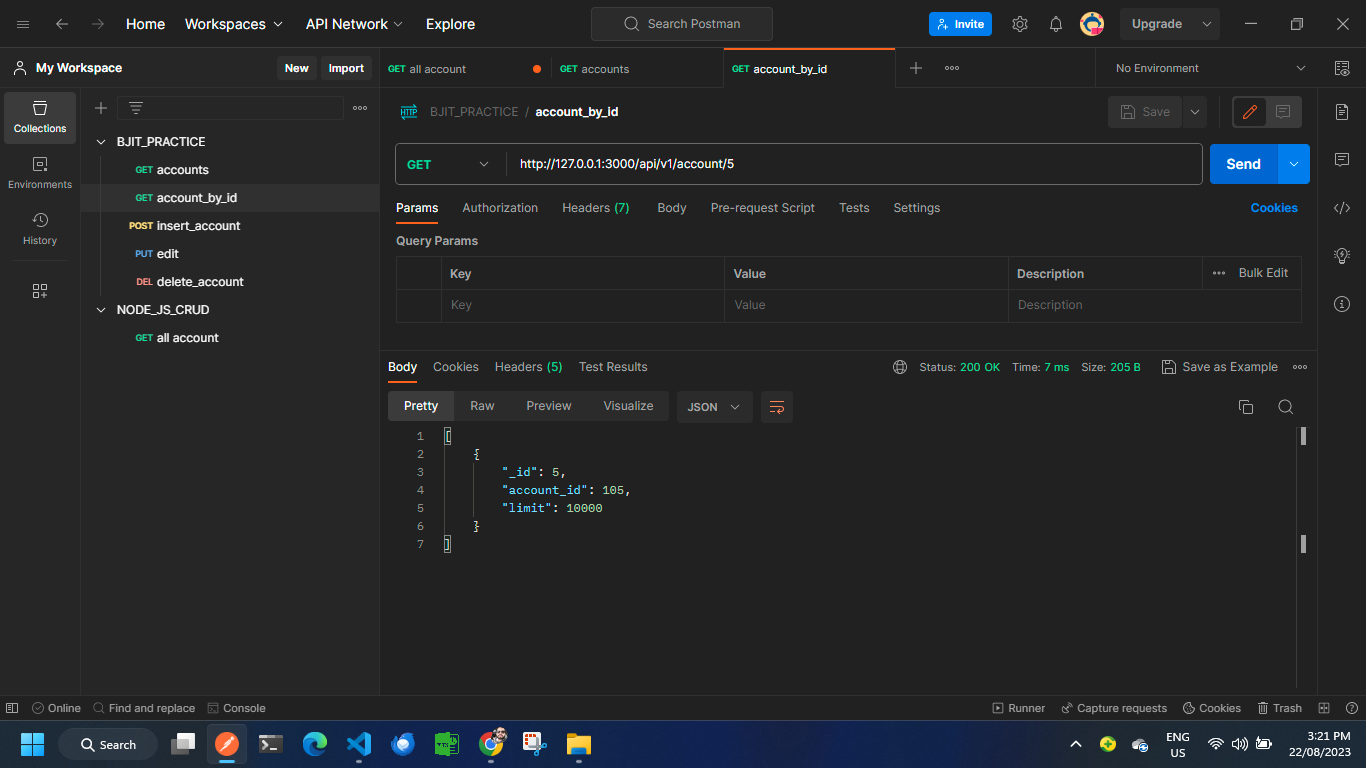 Home Workspaces API Network Explore Search Postman Invite Upgrade
My Workspace New Import GET all account GET accounts GET account_by_id No Environment
Collections
Environments
History
BJIT_PRACTICE
GET accounts
GET account_by_id
POST insert_account
PUT edit
DEL delete_account
NODE_JS_CRUD
GET all account
HTTP BJIT_PRACTICE / account_by_id Save
GET http://127.0.0.1:3000/api/v1/account/5 Send
Params Authorization Headers (7) Body Pre-request Script Tests Settings Cookies
Query Params
Key Value Description Bulk Edit
Key Value Description
Body Cookies Headers (5) Test Results Status: 200 OK Time: 7 ms Size: 205 B Save as Example
Pretty Raw Preview Visualize JSON
1 [
2 {
3 "_id": 5,
4 "account_id": 105,
5 "limit": 10000
6 }
7 ]
Online Find and replace Console Runner Capture requests Cookies Trash
Search ENG 3:21 PM
US 22/08/2023